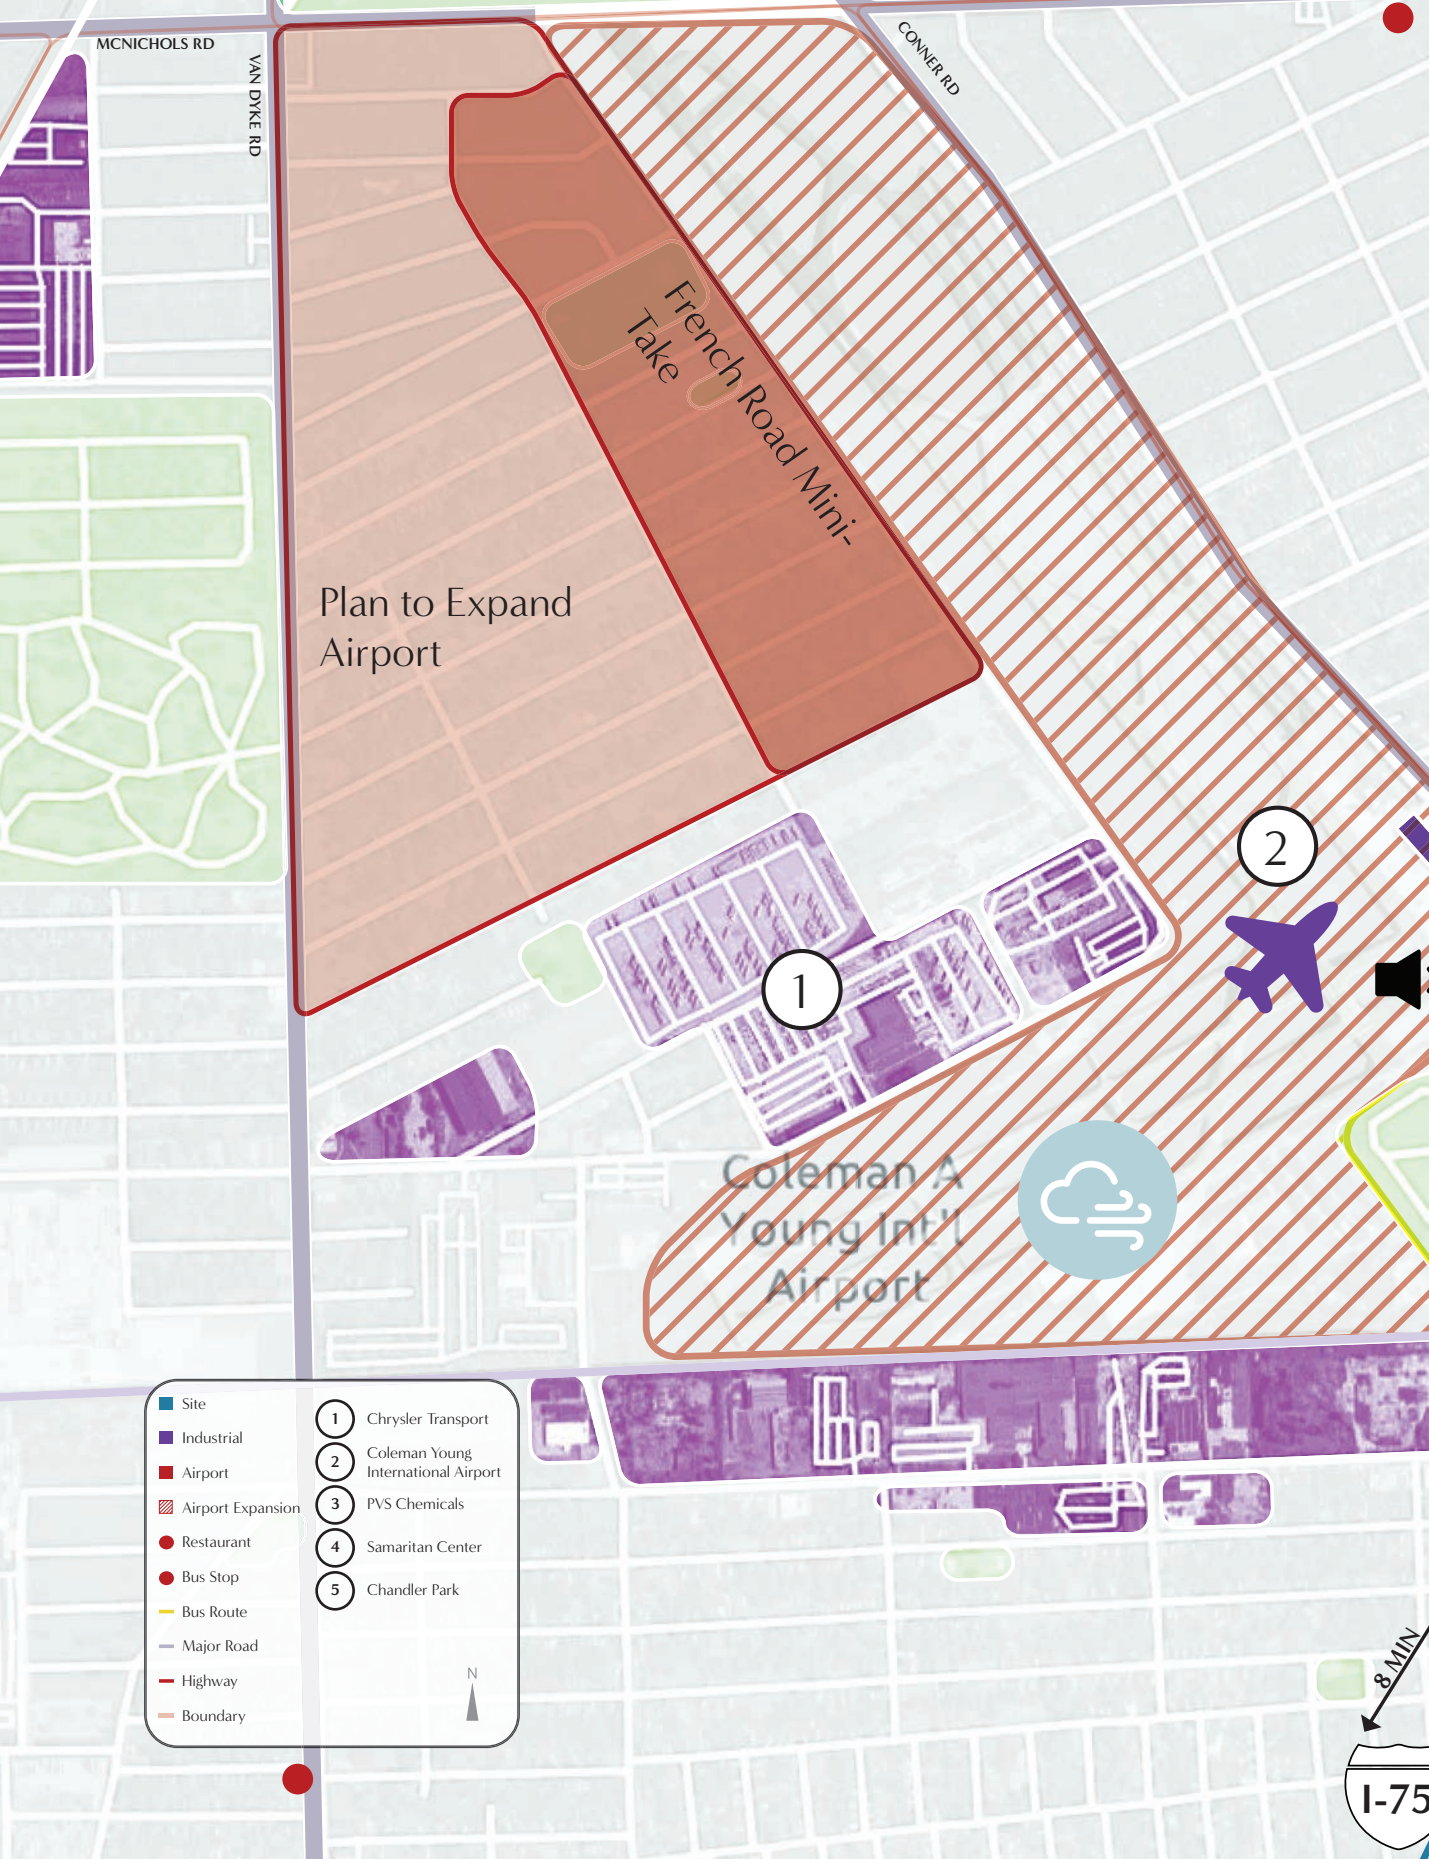 MCNICHOLS RD
VAN DYKE RD
CONNER RD
French Road Mini-
Take
Plan to Expand
Airport
2
1
Coleman A
Young Int'l
Airport
Site
Industrial
Airport
Airport Expansion
Restaurant
Bus Stop
Bus Route
Major Road
Highway
Boundary
1 Chrysler Transport
2 Coleman Young
International Airport
3 PVS Chemicals
4 Samaritan Center
5 Chandler Park
N
8 MIN
I-75